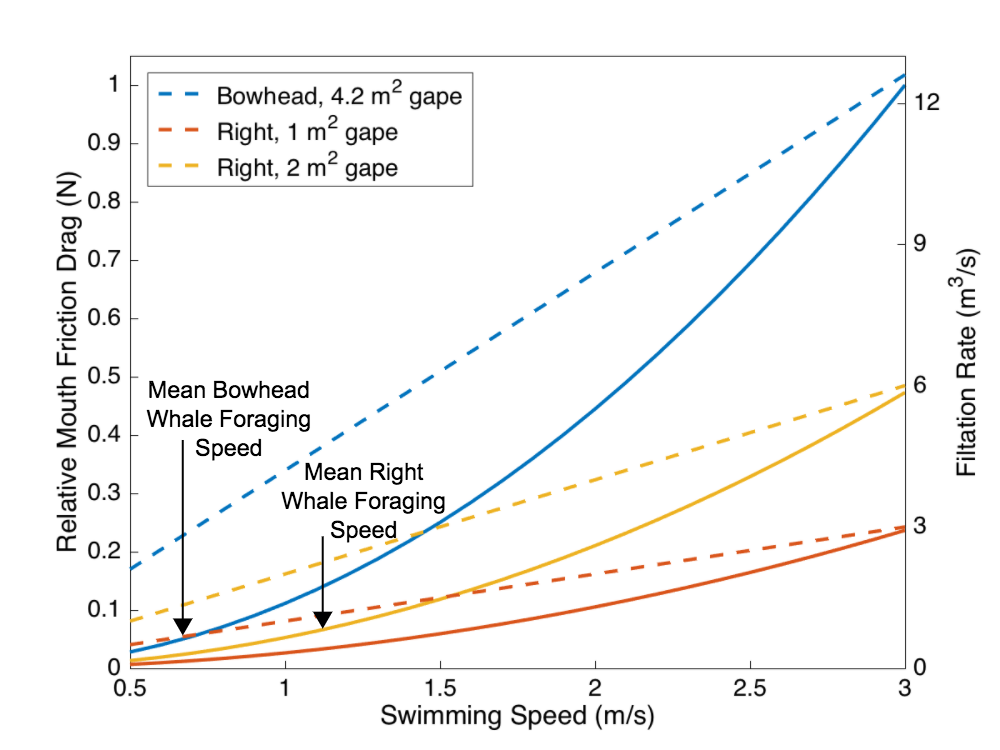 Bowhead, 4.2 m² gape
Right, 1 m² gape
Right, 2 m² gape
Mean Bowhead
Whale Foraging
Speed
Mean Right
Whale Foraging
Speed
Relative Mouth Friction Drag (N)
1
0.9
0.8
0.7
0.6
0.5
0.4
0.3
0.2
0.1
0
12
9
6
3
0
Filtation Rate (m³/s)
0.5 1 1.5 2 2.5 3
Swimming Speed (m/s)